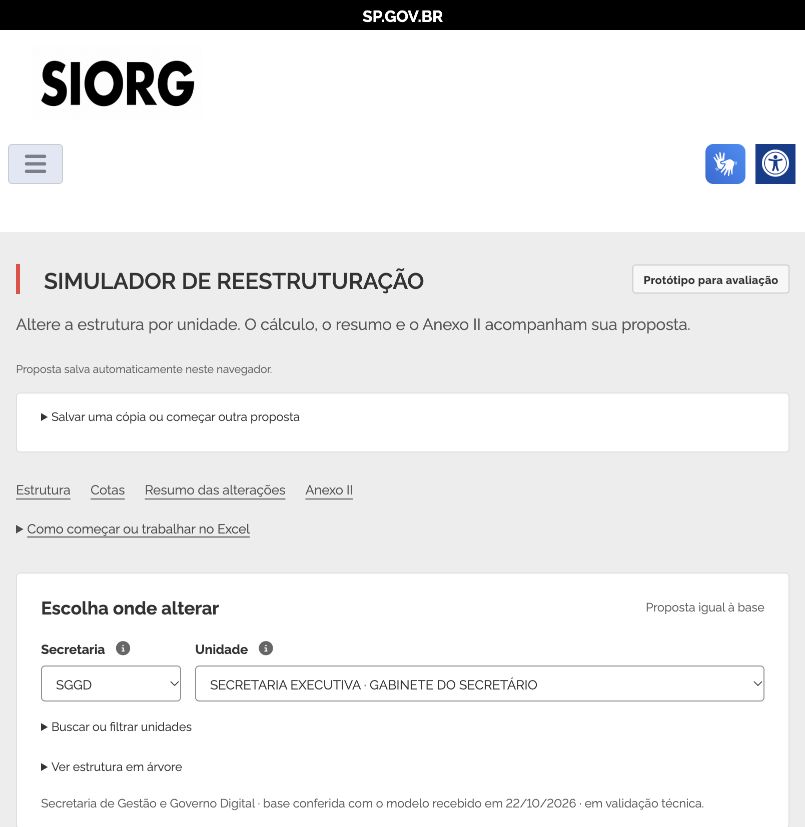 SP.GOV.BR
SIORG
SIMULADOR DE REESTRUTURAÇÃO
Protótipo para avaliação
Altere a estrutura por unidade. O cálculo, o resumo e o Anexo II acompanham sua proposta.
Proposta salva automaticamente neste navegador.
Salvar uma cópia ou começar outra proposta
Estrutura Cotas Resumo das alterações Anexo II
Como começar ou trabalhar no Excel
Escolha onde alterar
Proposta igual à base
Secretaria Unidade
SGGD SECRETARIA EXECUTIVA · GABINETE DO SECRETÁRIO
Buscar ou filtrar unidades
Ver estrutura em árvore
Secretaria de Gestão e Governo Digital · base conferida com o modelo recebido em 22/10/2026 · em validação técnica.